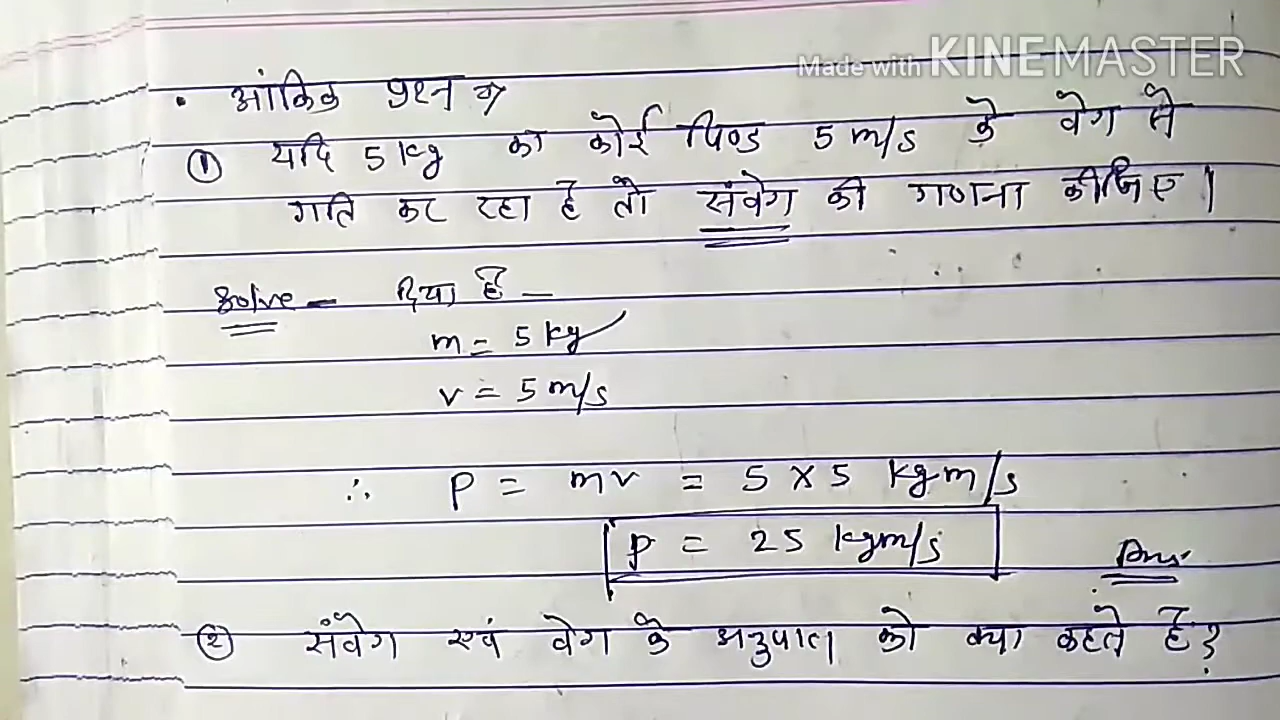 Made with KINEMASTER
• आंकिक प्रश्न ⇒
① यदि 5 kg का कोई पिण्ड 5 m/s के वेग से
गति कर रहा है तो संवेग की गणना कीजिए।
Solve - दिया है -
m = 5 kg
v = 5 m/s
∴ P = mv = 5 × 5 kgm/s
P = 25 kgm/s
Ans.
② संवेग एवं वेग के अनुपात को क्या कहते हैं?